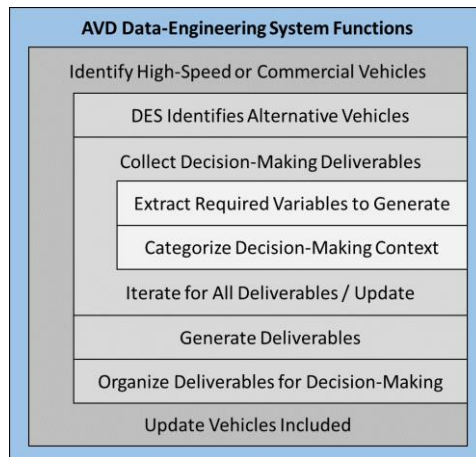 AVD Data-Engineering System Functions
Identify High-Speed or Commercial Vehicles
DES Identifies Alternative Vehicles
Collect Decision-Making Deliverables
Extract Required Variables to Generate
Categorize Decision-Making Context
Iterate for All Deliverables / Update
Generate Deliverables
Organize Deliverables for Decision-Making
Update Vehicles Included